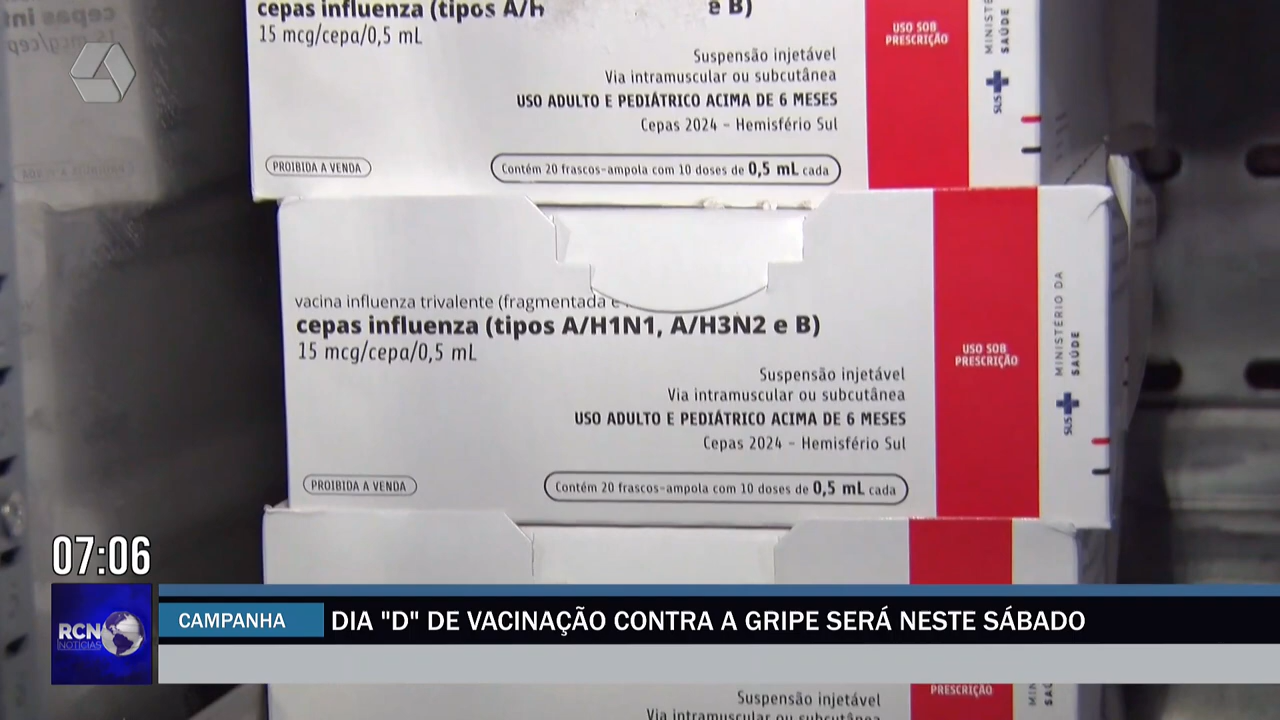 cepas influenza (tipos A/H e B)
15 mcg/cepa/0,5 mL
Suspensão injetável
Via intramuscular ou subcutânea
USO ADULTO E PEDIÁTRICO ACIMA DE 6 MESES
Cepas 2024 - Hemisfério Sul
PROIBIDA A VENDA
Contém 20 frascos-ampola com 10 doses de 0,5 mL cada
USO SOB
PRESCRIÇÃO
SUS
SAÚDE
vacina influenza trivalente (fragmentada e
cepas influenza (tipos A/H1N1, A/H3N2 e B)
15 mcg/cepa/0,5 mL
Suspensão injetável
Via intramuscular ou subcutânea
USO ADULTO E PEDIÁTRICO ACIMA DE 6 MESES
Cepas 2024 - Hemisfério Sul
PROIBIDA A VENDA
Contém 20 frascos-ampola com 10 doses de 0,5 mL cada
USO SOB
PRESCRIÇÃO
SUS
MINISTÉRIO DA
SAÚDE
07:06
RCN
NOTÍCIAS
CAMPANHA
DIA "D" DE VACINAÇÃO CONTRA A GRIPE SERÁ NESTE SÁBADO
Suspensão injetável
Via intramuscular ou subcutânea
PRESCRIÇÃO